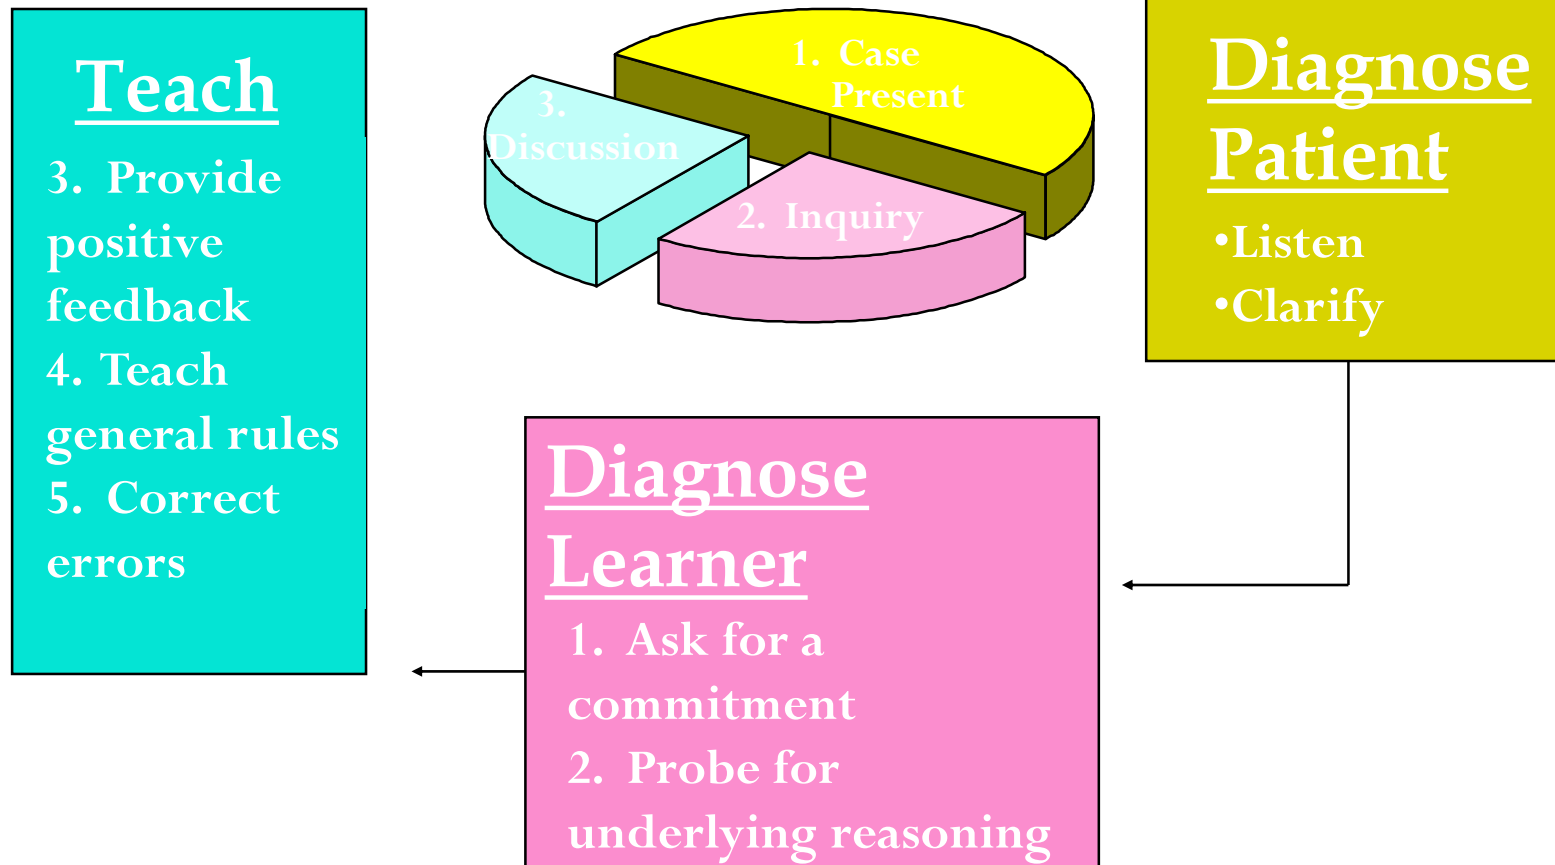 Teach
3. Provide
positive
feedback
4. Teach
general rules
5. Correct
errors
1. Case
Present
3.
Discussion
2. Inquiry
Diagnose
Patient
•Listen
•Clarify
Diagnose
Learner
1. Ask for a
commitment
2. Probe for
underlying reasoning